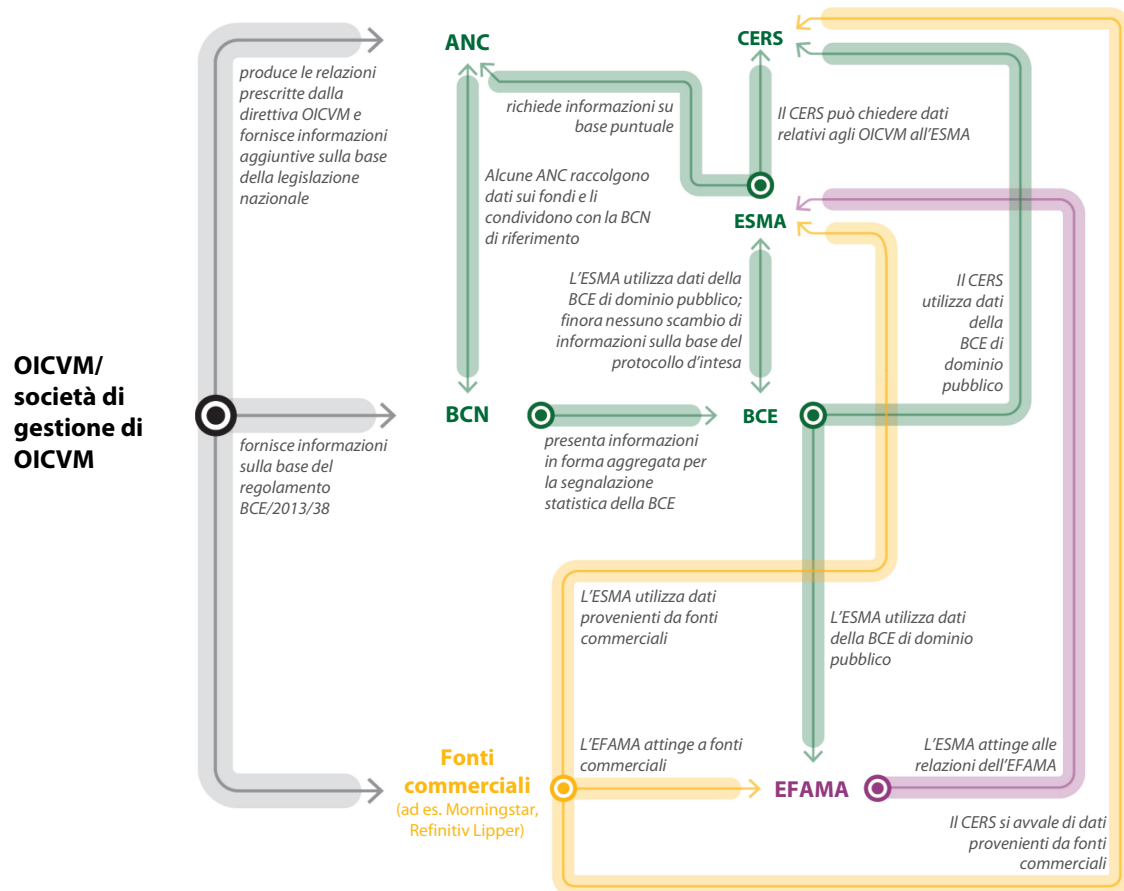 ANC
CERS
produce le relazioni
prescritte dalla
direttiva OICVM e
fornisce informazioni
aggiuntive sulla base
della legislazione
nazionale
richiede informazioni su
base puntuale
Il CERS può chiedere dati
relativi agli OICVM all'ESMA
Alcune ANC raccolgono
dati sui fondi e li
condividono con la BCN
di riferimento
ESMA
L'ESMA utilizza dati della
BCE di dominio pubblico;
finora nessuno scambio di
informazioni sulla base del
protocollo d'intesa
Il CERS
utilizza dati
della
BCE di
dominio
pubblico
OICVM/
società di
gestione di
OICVM
BCN
BCE
fornisce informazioni
sulla base del
regolamento
BCE/2013/38
presenta informazioni
in forma aggregata per
la segnalazione
statistica della BCE
L'ESMA utilizza dati
provenienti da fonti
commerciali
L'ESMA utilizza dati
della BCE di dominio
pubblico
Fonti
commerciali
(ad es. Morningstar,
Refinitiv Lipper)
L'EFAMA attinge a fonti
commerciali
EFAMA
L'ESMA attinge alle
relazioni dell'EFAMA
Il CERS si avvale di dati
provenienti da fonti
commerciali